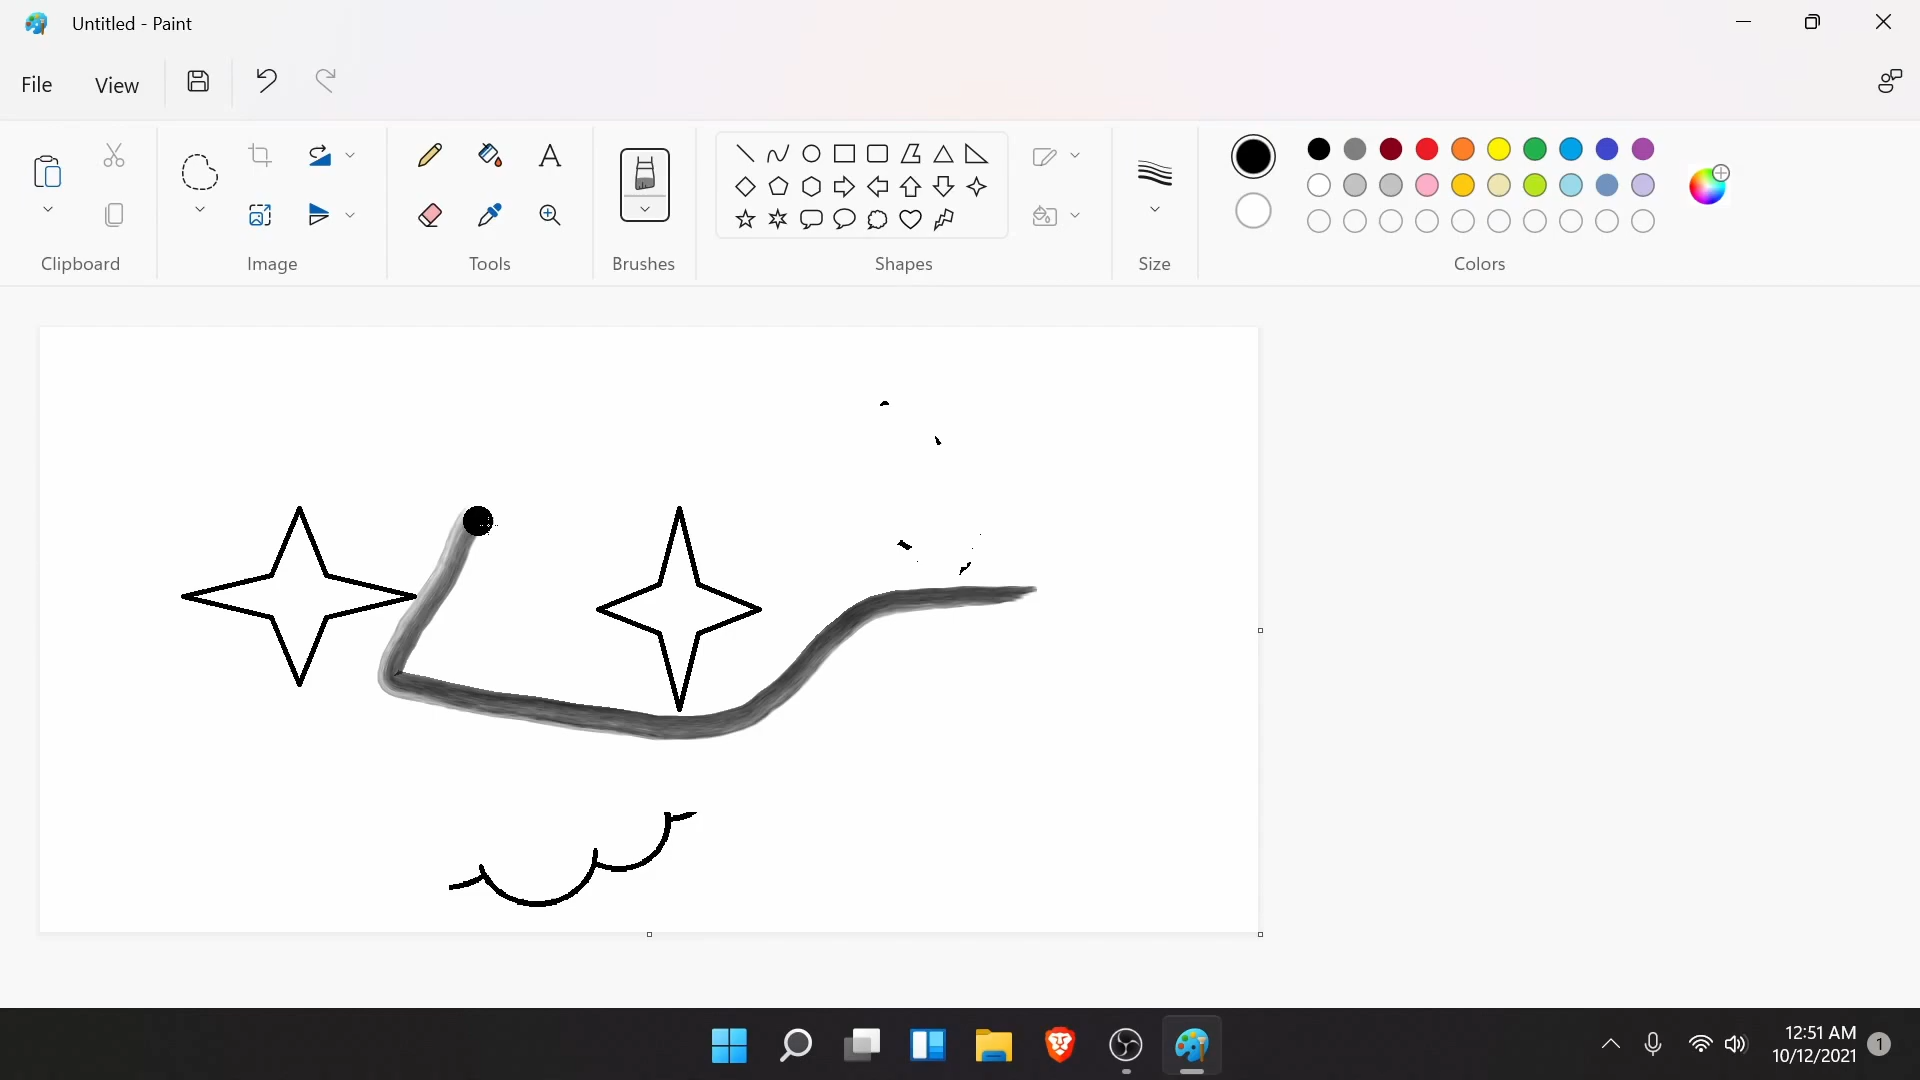 Untitled - Paint
File
View
Clipboard
Image
Tools
Brushes
Shapes
Size
Colors
12:51 AM
10/12/2021
1